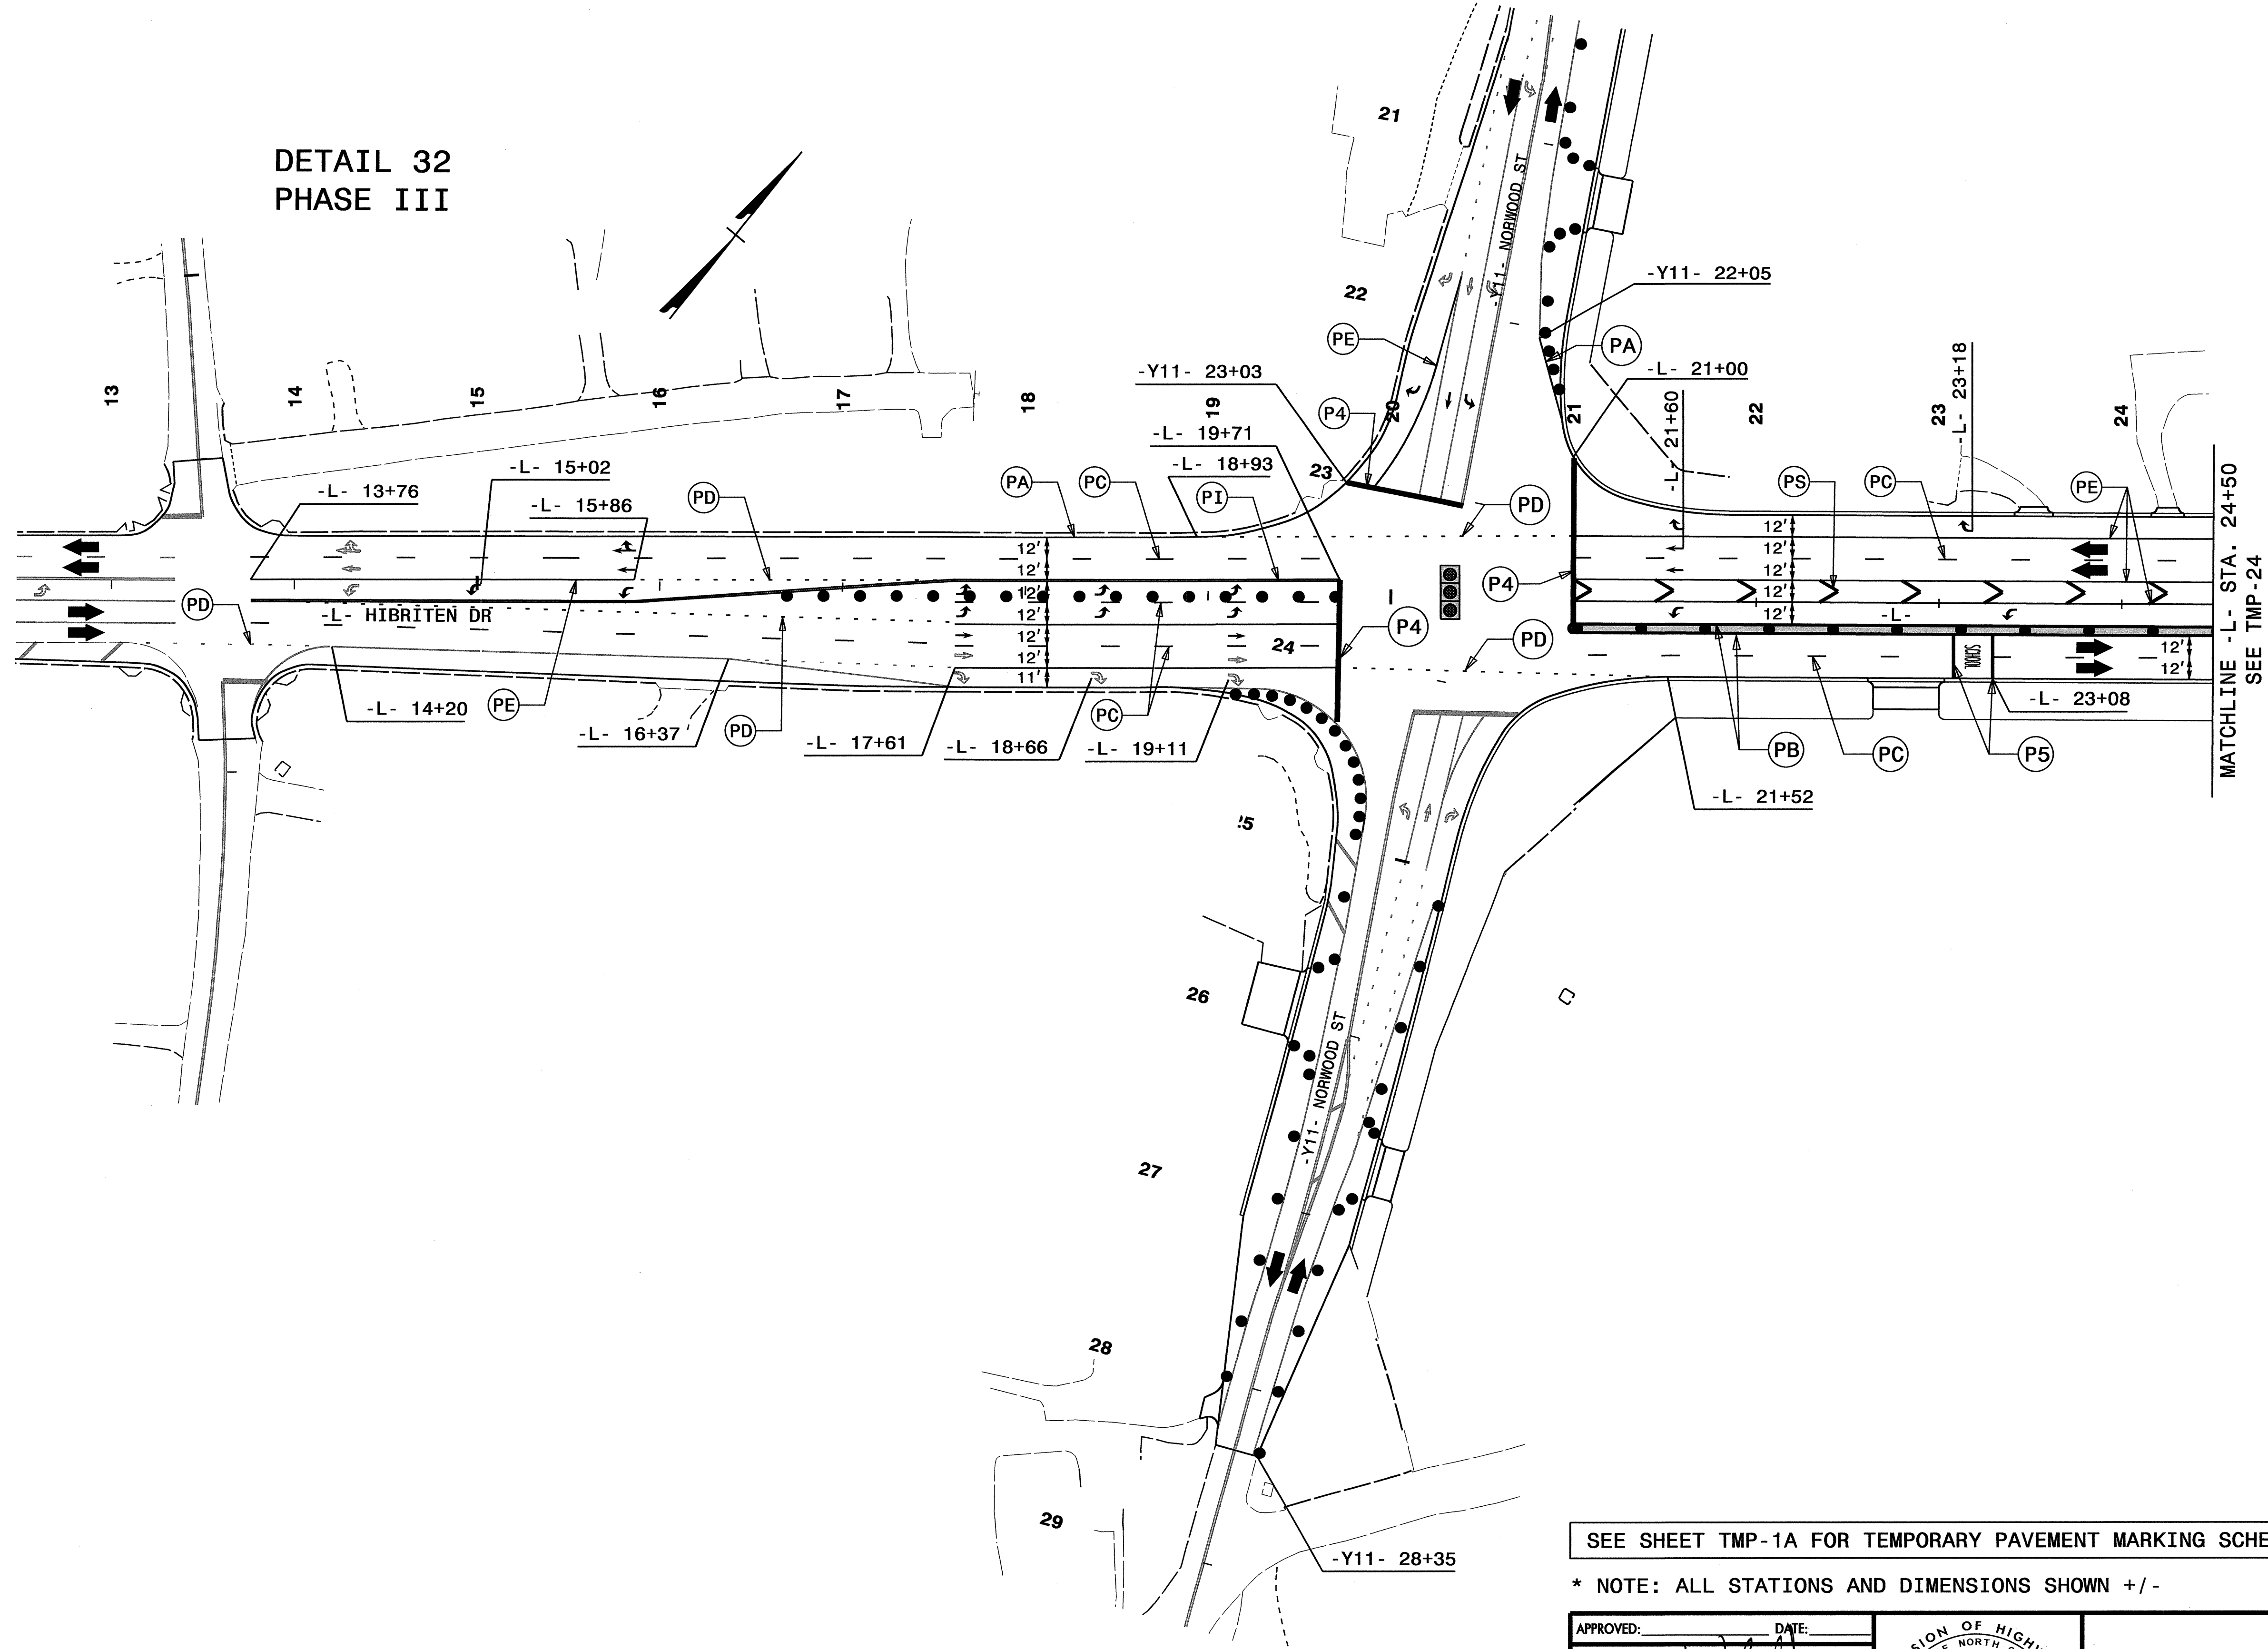 DETAIL 32
PHASE III
21
-Y11- NORWOOD ST
22
-Y11- 22+05
PE
PA
-Y11- 23+03
-L- 21+00
-L- 23+18
13
14
15
16
17
18
19
20
21
-L- 21+60
22
23
24
P4
-L- 19+71
-L- 18+93
23
-L- 15+02
-L- 13+76
-L- 15+86
PD
PA
PC
PI
PD
PS
PC
PE
MATCHLINE -L- STA. 24+50
SEE TMP-24
12'
12'
12'
12'
12'
12'
11'
12'
12'
12'
12'
P4
PD
-L- HIBRITEN DR
-L-
24
P4
PD
SCHOOL
12'
12'
-L- 14+20
PE
-L- 16+37
PD
-L- 17+61
-L- 18+66
PC
-L- 19+11
PB
PC
P5
-L- 23+08
-L- 21+52
26
-Y11- NORWOOD ST
27
28
29
-Y11- 28+35
SEE SHEET TMP-1A FOR TEMPORARY PAVEMENT MARKING SCHE
* NOTE: ALL STATIONS AND DIMENSIONS SHOWN +/-
APPROVED: DATE:
OF HIGH
NORTH